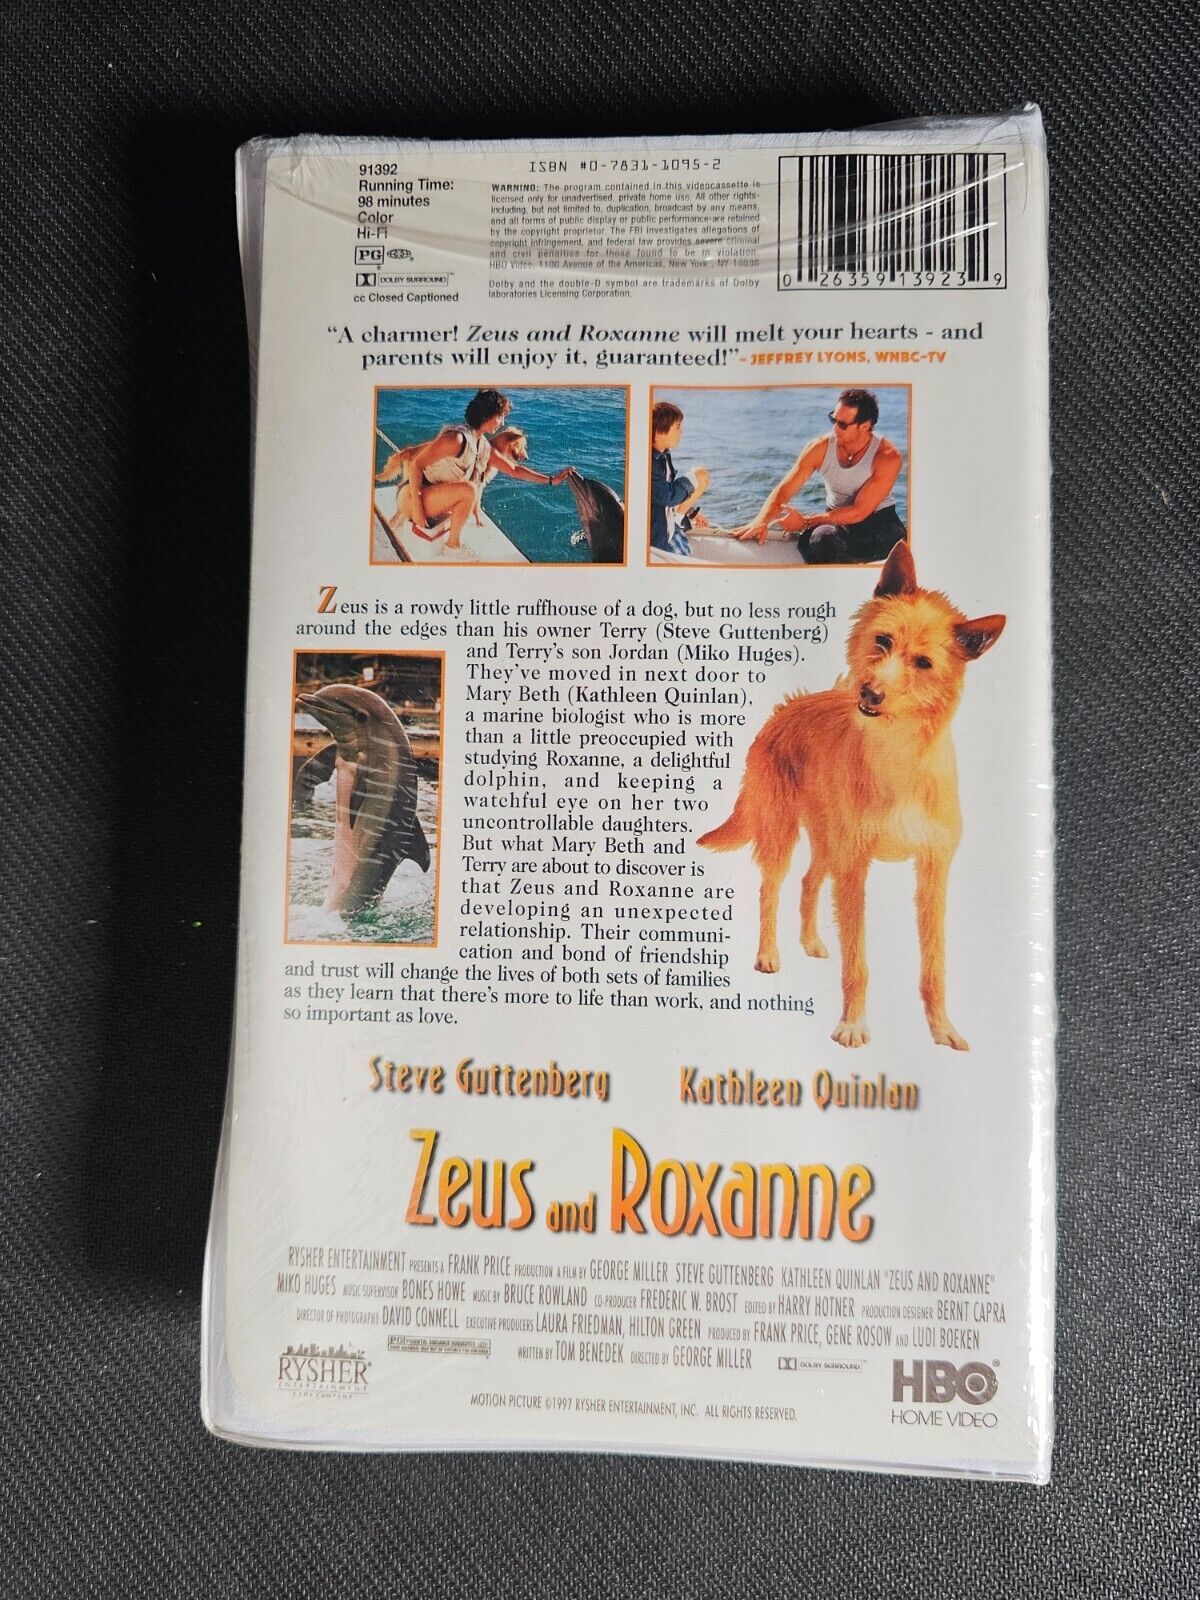 91392
Running Time:
98 minutes
Color
Hi-Fi
PG
DOLBY SURROUND
cc Closed Captioned
ISBN #0-7831-1095-2
WARNING: The program contained in this videocassette is
licensed only for unadvertised, private home use. All other rights-
including, but not limited to, duplication, broadcast by any means,
and all forms of public display or public performance-are retained
by the copyright proprietor. The FBI investigates allegations of
copyright infringement, and federal law provides severe criminal
and civil penalties for those found to be in violation.
HBO Video, 1100 Avenue of the Americas, New York, NY 10036
Dolby and the double-D symbol are trademarks of Dolby
laboratories Licensing Corporation.
0 26359 13923 9
“A charmer! Zeus and Roxanne will melt your hearts - and
parents will enjoy it, guaranteed!”- JEFFREY LYONS, WNBC-TV
Zeus is a rowdy little ruffhouse of a dog, but no less rough
around the edges than his owner Terry (Steve Guttenberg)
and Terry's son Jordan (Miko Huges).
They've moved in next door to
Mary Beth (Kathleen Quinlan),
a marine biologist who is more
than a little preoccupied with
studying Roxanne, a delightful
dolphin, and keeping a
watchful eye on her two
uncontrollable daughters.
But what Mary Beth and
Terry are about to discover is
that Zeus and Roxanne are
developing an unexpected
relationship. Their communi-
cation and bond of friendship
and trust will change the lives of both sets of families
as they learn that there's more to life than work, and nothing
so important as love.
Steve Guttenberg Kathleen Quinlan
Zeus and Roxanne
RYSHER ENTERTAINMENT PRESENTS A FRANK PRICE PRODUCTION A FILM BY GEORGE MILLER STEVE GUTTENBERG KATHLEEN QUINLAN "ZEUS AND ROXANNE"
MIKO HUGES MUSIC SUPERVISOR BONES HOWE MUSIC BY BRUCE ROWLAND CO-PRODUCER FREDERIC W. BROST EDITED BY HARRY HOTNER PRODUCTION DESIGNER BERNT CAPRA
DIRECTOR OF PHOTOGRAPHY DAVID CONNELL EXECUTIVE PRODUCERS LAURA FRIEDMAN, HILTON GREEN PRODUCED BY FRANK PRICE, GENE ROSOW AND LUDI BOEKEN
WRITTEN BY TOM BENEDEK DIRECTED BY GEORGE MILLER
PG PARENTAL GUIDANCE SUGGESTED
DOLBY SURROUND
RYSHER
ENTERTAINMENT
HBO
HOME VIDEO
MOTION PICTURE ©1997 RYSHER ENTERTAINMENT, INC. ALL RIGHTS RESERVED.